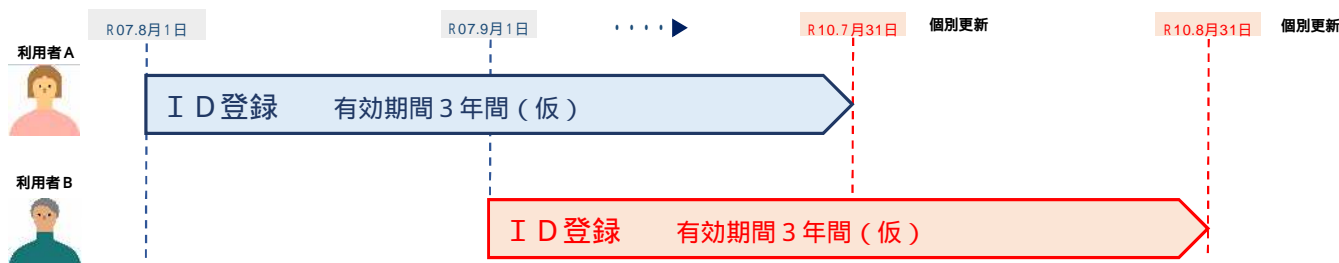 R07.8月1日
R07.9月1日
・・・・
R10.7月31日
個別更新
R10.8月31日
個別更新
利用者A
ＩＤ登録　　有効期間３年間（仮）
利用者B
ＩＤ登録　　有効期間３年間（仮）